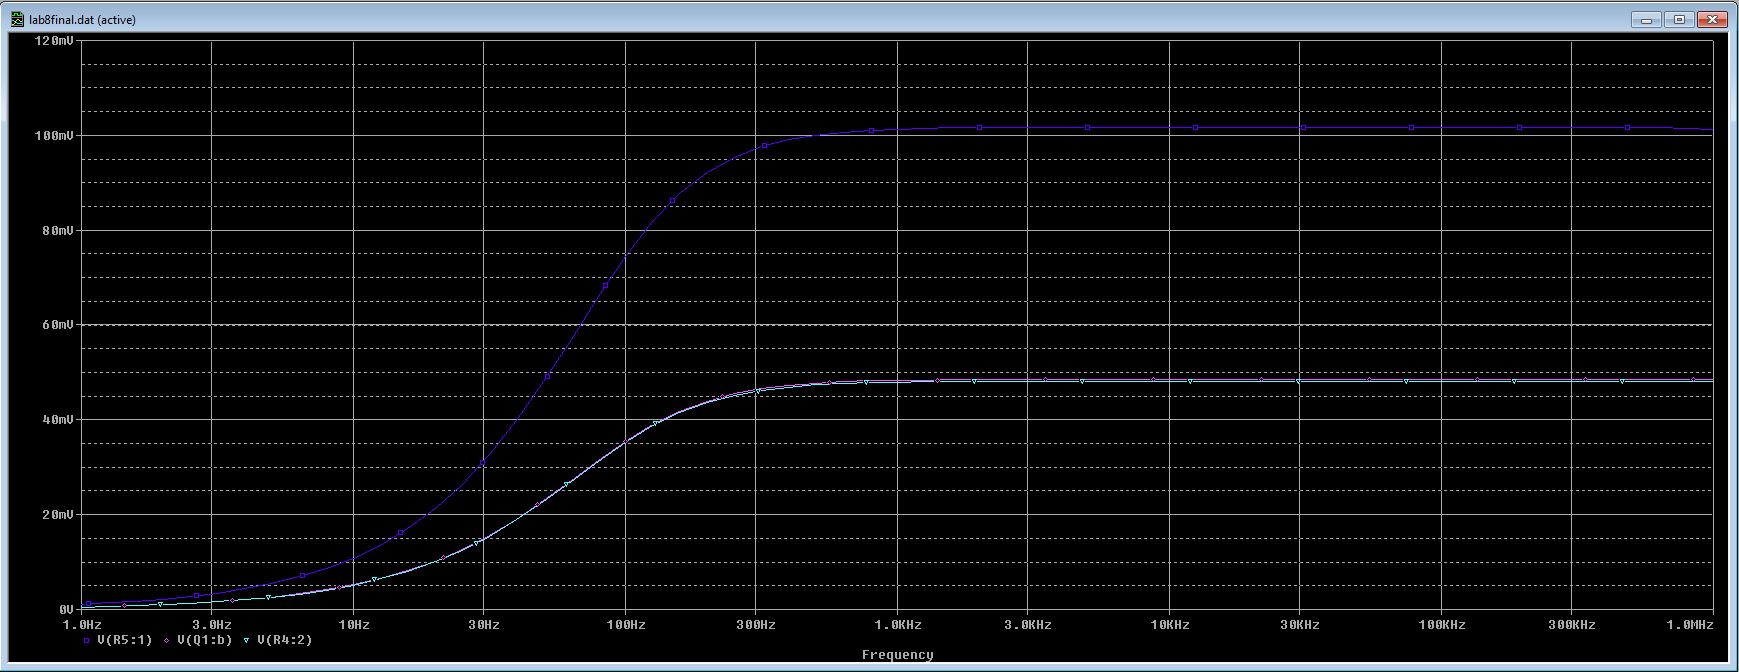 lab8final.dat (active)
120mV
100mV
80mV
60mV
40mV
20mV
0V
1.0Hz 3.0Hz 10Hz 30Hz 100Hz 300Hz 1.0KHz 3.0KHz 10KHz 30KHz 100KHz 300KHz 1.0MHz
V(R5:1) V(Q1:b) V(R4:2)
Frequency